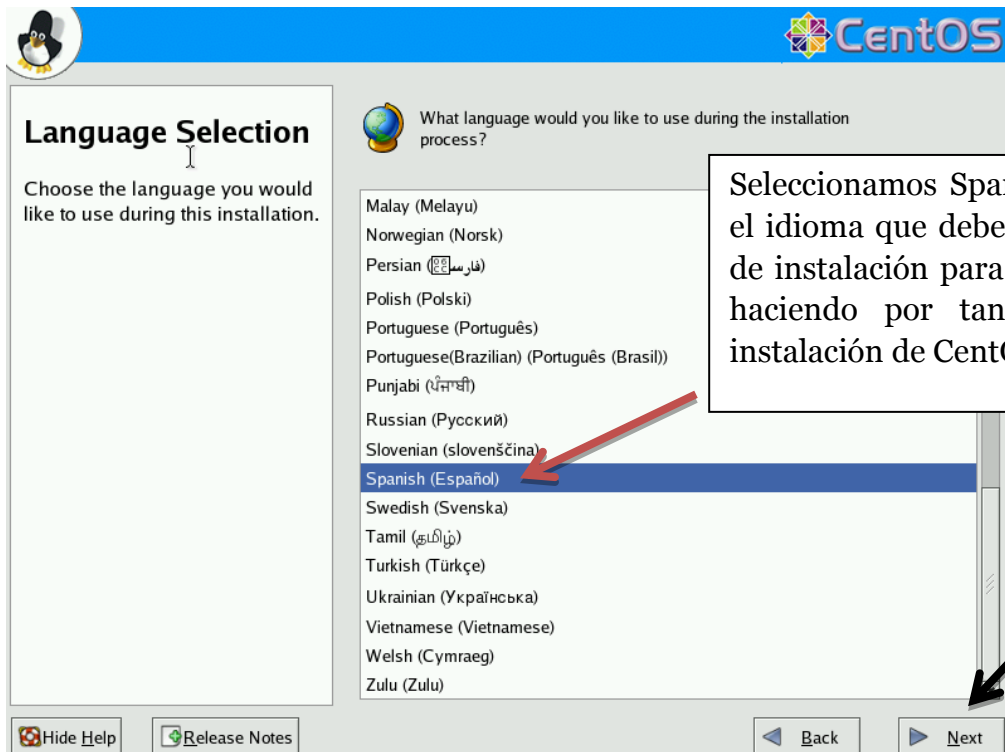 CentOS
Language Selection
Choose the language you would
like to use during this installation.
What language would you like to use during the installation
process?
Malay (Melayu)
Norwegian (Norsk)
Persian (فارسی)
Polish (Polski)
Portuguese (Português)
Portuguese(Brazilian) (Português (Brasil))
Punjabi (ਪੰਜਾਬੀ)
Russian (Русский)
Slovenian (slovenščina)
Spanish (Español)
Swedish (Svenska)
Tamil (தமிழ்)
Turkish (Türkçe)
Ukrainian (Українська)
Vietnamese (Vietnamese)
Welsh (Cymraeg)
Zulu (Zulu)
Seleccionamos
el idioma que
de instalación para
haciendo por
instalación de
Hide Help
Release Notes
Back
Next